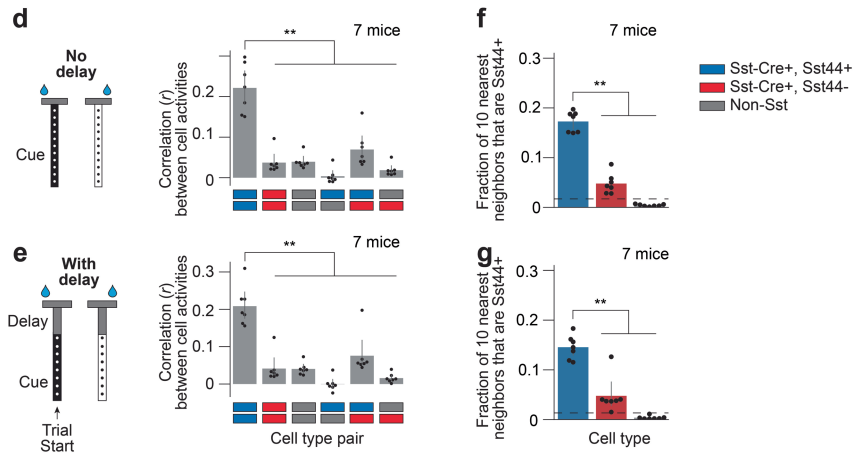 d
No
delay
Cue
Correlation (r)
between cell activities
0.2
0.1
0
**
7 mice
e
With
delay
Delay
Cue
Trial
Start
Correlation (r)
between cell activities
0.3
0.2
0.1
0
**
7 mice
Cell type pair
f
Fraction of 10 nearest
neighbors that are Sst44+
0.3
0.2
0.1
0
**
7 mice
Sst-Cre+, Sst44+
Sst-Cre+, Sst44-
Non-Sst
g
Fraction of 10 nearest
neighbors that are Sst44+
0.3
0.2
0.1
0
**
7 mice
Cell type